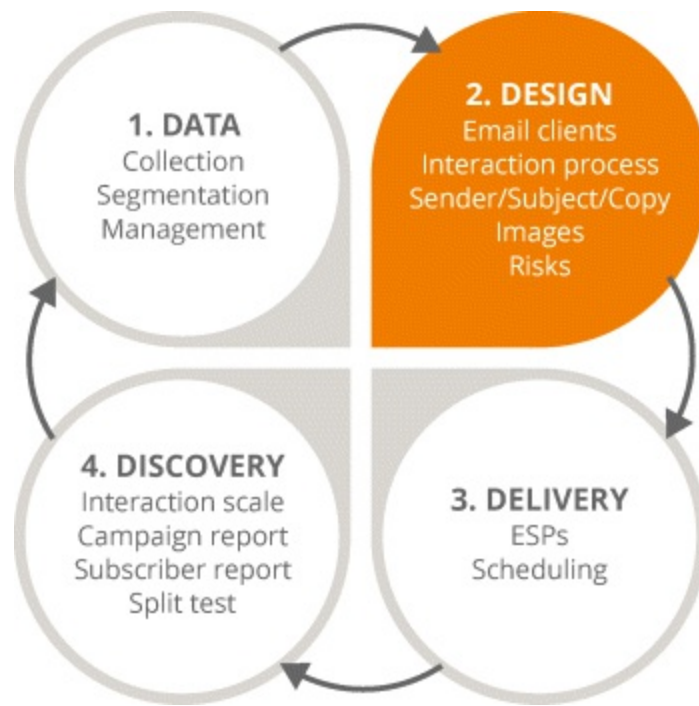 1. DATA
Collection
Segmentation
Management
2. DESIGN
Email clients
Interaction process
Sender/Subject/Copy
Images
Risks
3. DELIVERY
ESPs
Scheduling
4. DISCOVERY
Interaction scale
Campaign report
Subscriber report
Split test